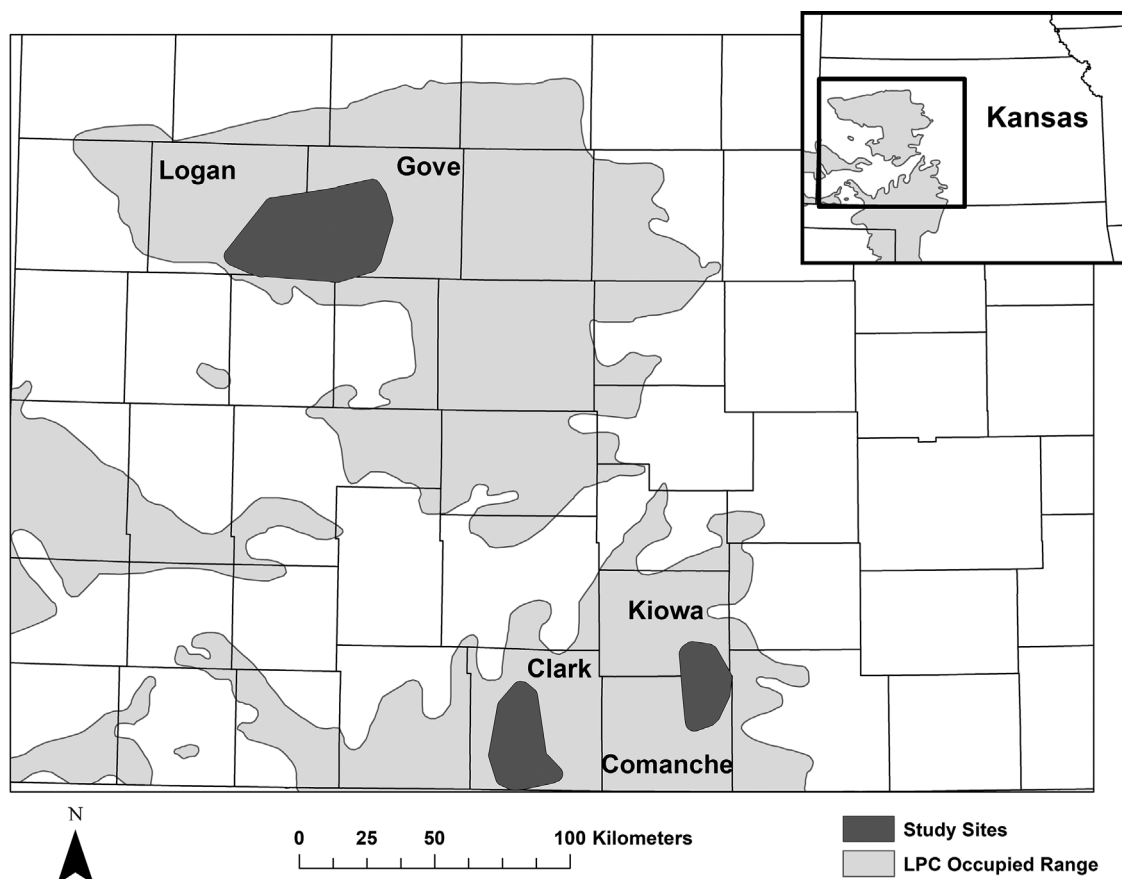 Kansas
Logan
Gove
Kiowa
Clark
Comanche
N
0 25 50 100 Kilometers
Study Sites
LPC Occupied Range